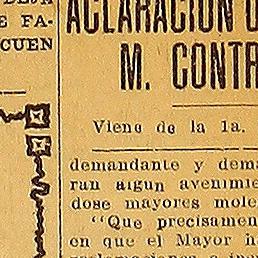 E FA-
CUEN
ACLARACION
M. CONTR
Viene de la 1a.
demandante y dema
ran algun avenimie
dose mayores mole
"Que precisamen
en que el Mayor h